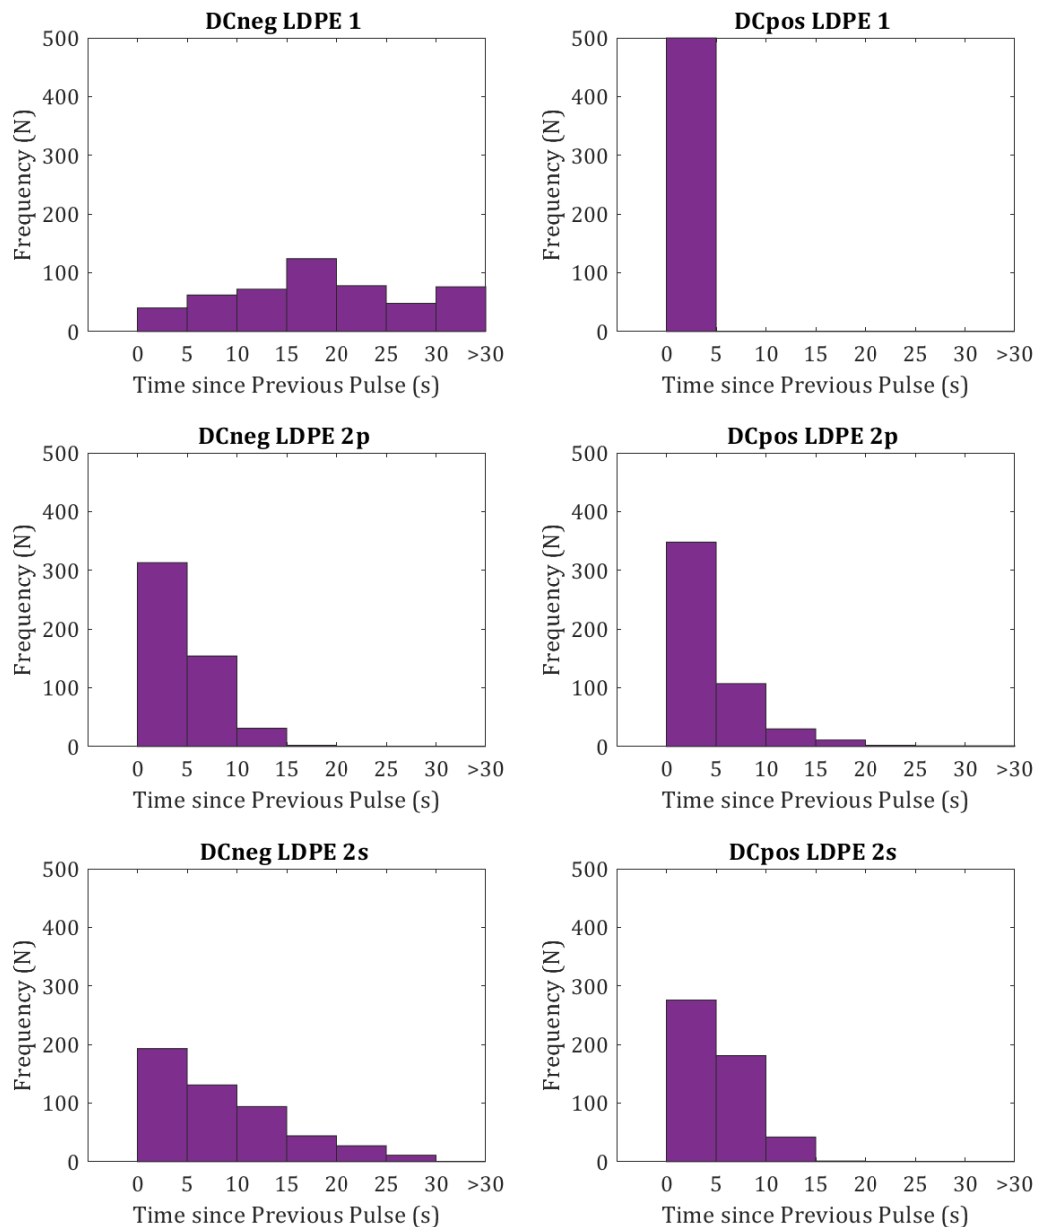 DCneg LDPE 1
500
400
300
200
100
0
Frequency (N)
0 5 10 15 20 25 30 >30
Time since Previous Pulse (s)
DCpos LDPE 1
500
400
300
200
100
0
Frequency (N)
0 5 10 15 20 25 30 >30
Time since Previous Pulse (s)
DCneg LDPE 2p
500
400
300
200
100
0
Frequency (N)
0 5 10 15 20 25 30 >30
Time since Previous Pulse (s)
DCpos LDPE 2p
500
400
300
200
100
0
Frequency (N)
0 5 10 15 20 25 30 >30
Time since Previous Pulse (s)
DCneg LDPE 2s
500
400
300
200
100
0
Frequency (N)
0 5 10 15 20 25 30 >30
Time since Previous Pulse (s)
DCpos LDPE 2s
500
400
300
200
100
0
Frequency (N)
0 5 10 15 20 25 30 >30
Time since Previous Pulse (s)